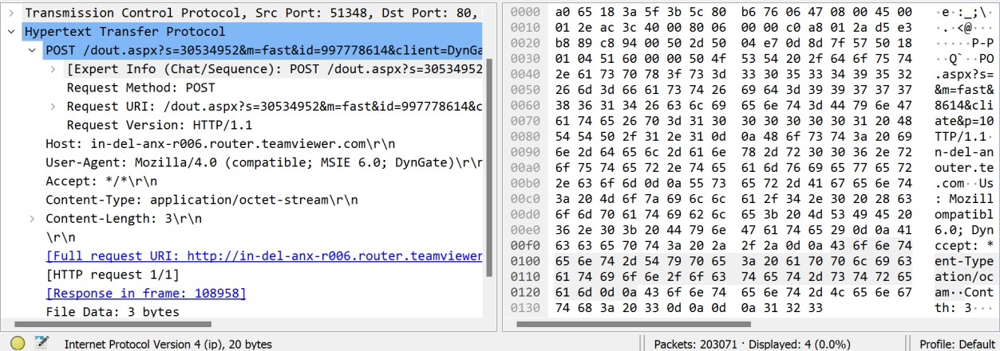 Transmission Control Protocol, Src Port: 51348, Dst Port: 80,
Hypertext Transfer Protocol
POST /dout.aspx?s=30534952&m=fast&id=997778614&client=DynGa
[Expert Info (Chat/Sequence): POST /dout.aspx?s=30534952
Request Method: POST
Request URI: /dout.aspx?s=30534952&m=fast&id=997778614&c
Request Version: HTTP/1.1
Host: in-del-anx-r006.router.teamviewer.com\r\n
User-Agent: Mozilla/4.0 (compatible; MSIE 6.0; DynGate)\r\r
Accept: */*\r\n
Content-Type: application/octet-stream\r\n
Content-Length: 3\r\n
\r\n
[Full request URI: http://in-del-anx-r006.router.teamviewer
[HTTP request 1/1]
[Response in frame: 108958]
File Data: 3 bytes
0000 a0 65 18 3a 5f 3b 5c 80 b6 76 06 47 08 00 45 00 ·e·:_;\·
0010 01 2e ac 3c 40 00 80 06 00 00 c0 a8 01 2a d5 e3 ·.·<@···
0020 b8 89 c8 94 00 50 2d 50 04 e7 0d 8d 7f 57 50 18 ·····P-P
0030 01 04 51 60 00 00 50 4f 53 54 20 2f 64 6f 75 74 ··Q`··PO
0040 2e 61 73 70 78 3f 73 3d 33 30 35 33 34 39 35 32 .aspx?s=
0050 26 6d 3d 66 61 73 74 26 69 64 3d 39 39 37 37 37 &m=fast&
0060 38 36 31 34 26 63 6c 69 65 6e 74 3d 44 79 6e 47 8614&cli
0070 61 74 65 26 70 3d 31 30 30 30 30 30 30 31 20 48 ate&p=10
0080 54 54 50 2f 31 2e 31 0d 0a 48 6f 73 74 3a 20 69 TTP/1.1·
0090 6e 2d 64 65 6c 2d 61 6e 78 2d 72 30 30 36 2e 72 n-del-an
00a0 6f 75 74 65 72 2e 74 65 61 6d 76 69 65 77 65 72 outer.te
00b0 2e 63 6f 6d 0d 0a 55 73 65 72 2d 41 67 65 6e 74 .com··Us
00c0 3a 20 4d 6f 7a 69 6c 6c 61 2f 34 2e 30 20 28 63 : Mozill
00d0 6f 6d 70 61 74 69 62 6c 65 3b 20 4d 53 49 45 20 ompatibl
00e0 36 2e 30 3b 20 44 79 6e 47 61 74 65 29 0d 0a 41 6.0; Dyn
00f0 63 63 65 70 74 3a 20 2a 2f 2a 0d 0a 43 6f 6e 74 ccept: *
0100 65 6e 74 2d 54 79 70 65 3a 20 61 70 70 6c 69 63 ent-Type
0110 61 74 69 6f 6e 2f 6f 63 74 65 74 2d 73 74 72 65 ation/oc
0120 61 6d 0d 0a 43 6f 6e 74 65 6e 74 2d 4c 65 6e 67 am··Cont
0130 74 68 3a 20 33 0d 0a 0d 0a 31 32 33 th: 3···
Internet Protocol Version 4 (ip), 20 bytes
Packets: 203071 · Displayed: 4 (0.0%)
Profile: Default